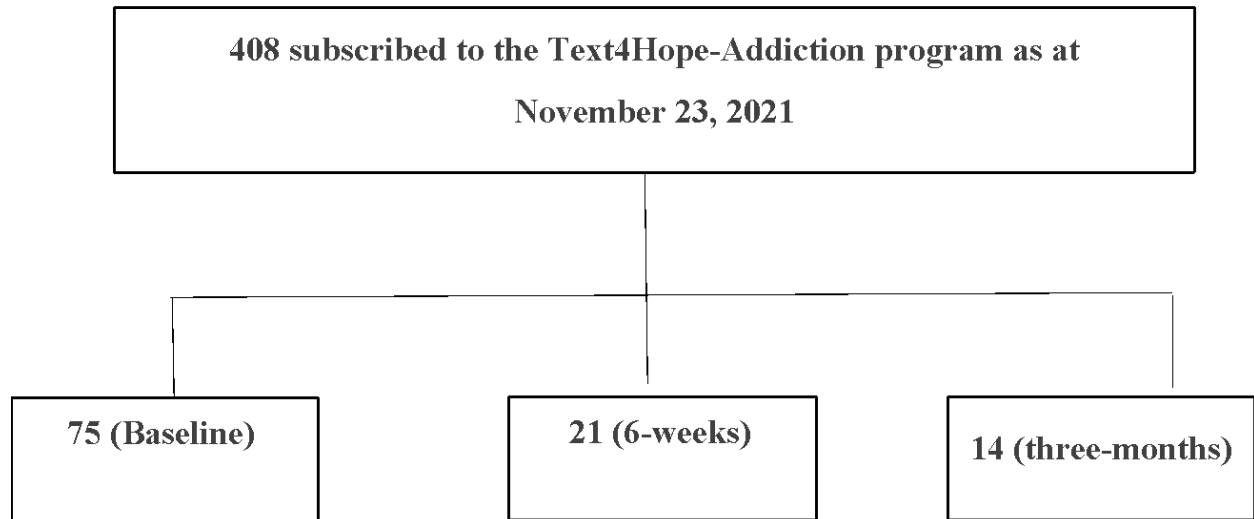 408 subscribed to the Text4Hope-Addiction program as at
November 23, 2021
75 (Baseline)
21 (6-weeks)
14 (three-months)